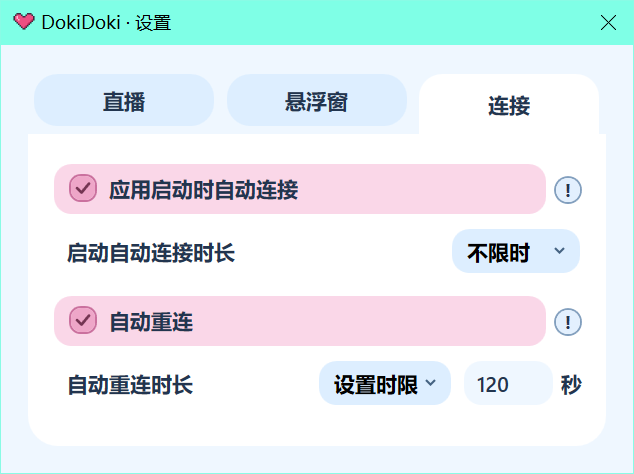 DokiDoki · 设置
直播 悬浮窗 连接
应用启动时自动连接 !
启动自动连接时长 不限时
自动重连 !
自动重连时长 设置时限 120 秒